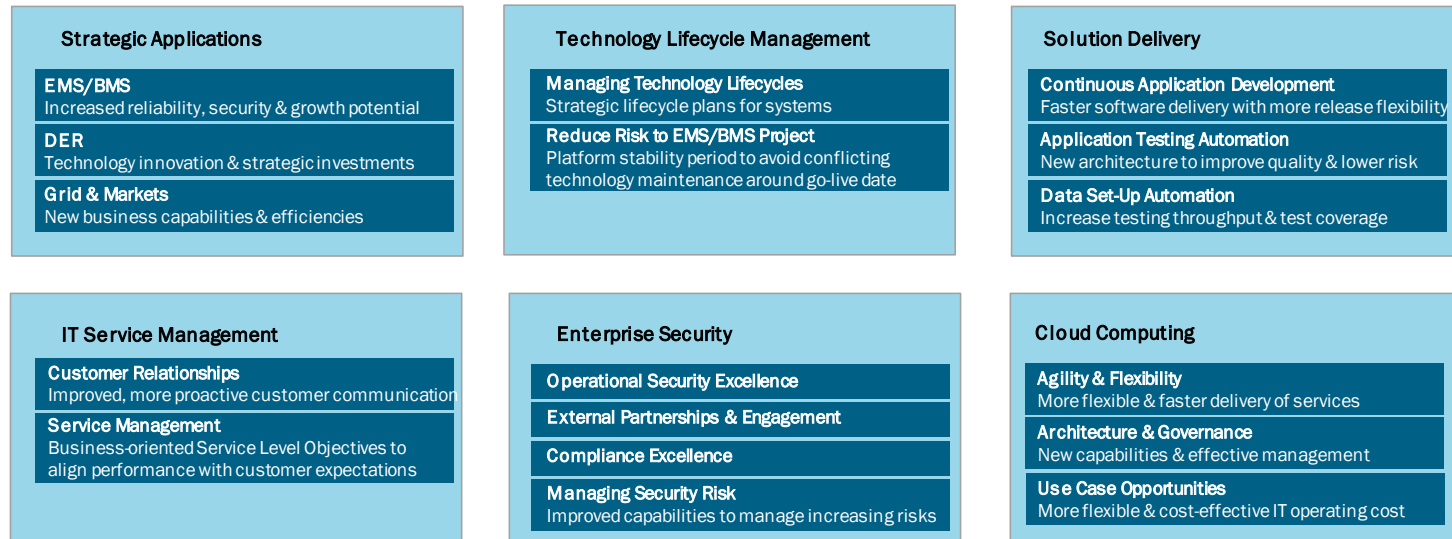 Strategic Applications
EMS/BMS
Increased reliability, security & growth potential
DER
Technology innovation & strategic investments
Grid & Markets
New business capabilities & efficiencies
Technology Lifecycle Management
Managing Technology Lifecycles
Strategic lifecycle plans for systems
Reduce Risk to EMS/BMS Project
Platform stability period to avoid conflicting
technology maintenance around go-live date
Solution Delivery
Continuous Application Development
Faster software delivery with more release flexibility
Application Testing Automation
New architecture to improve quality & lower risk
Data Set-Up Automation
Increase testing throughput & test coverage
IT Service Management
Customer Relationships
Improved, more proactive customer communication
Service Management
Business-oriented Service Level Objectives to
align performance with customer expectations
Enterprise Security
Operational Security Excellence
External Partnerships & Engagement
Compliance Excellence
Managing Security Risk
Improved capabilities to manage increasing risks
Cloud Computing
Agility & Flexibility
More flexible & faster delivery of services
Architecture & Governance
New capabilities & effective management
Use Case Opportunities
More flexible & cost-effective IT operating cost